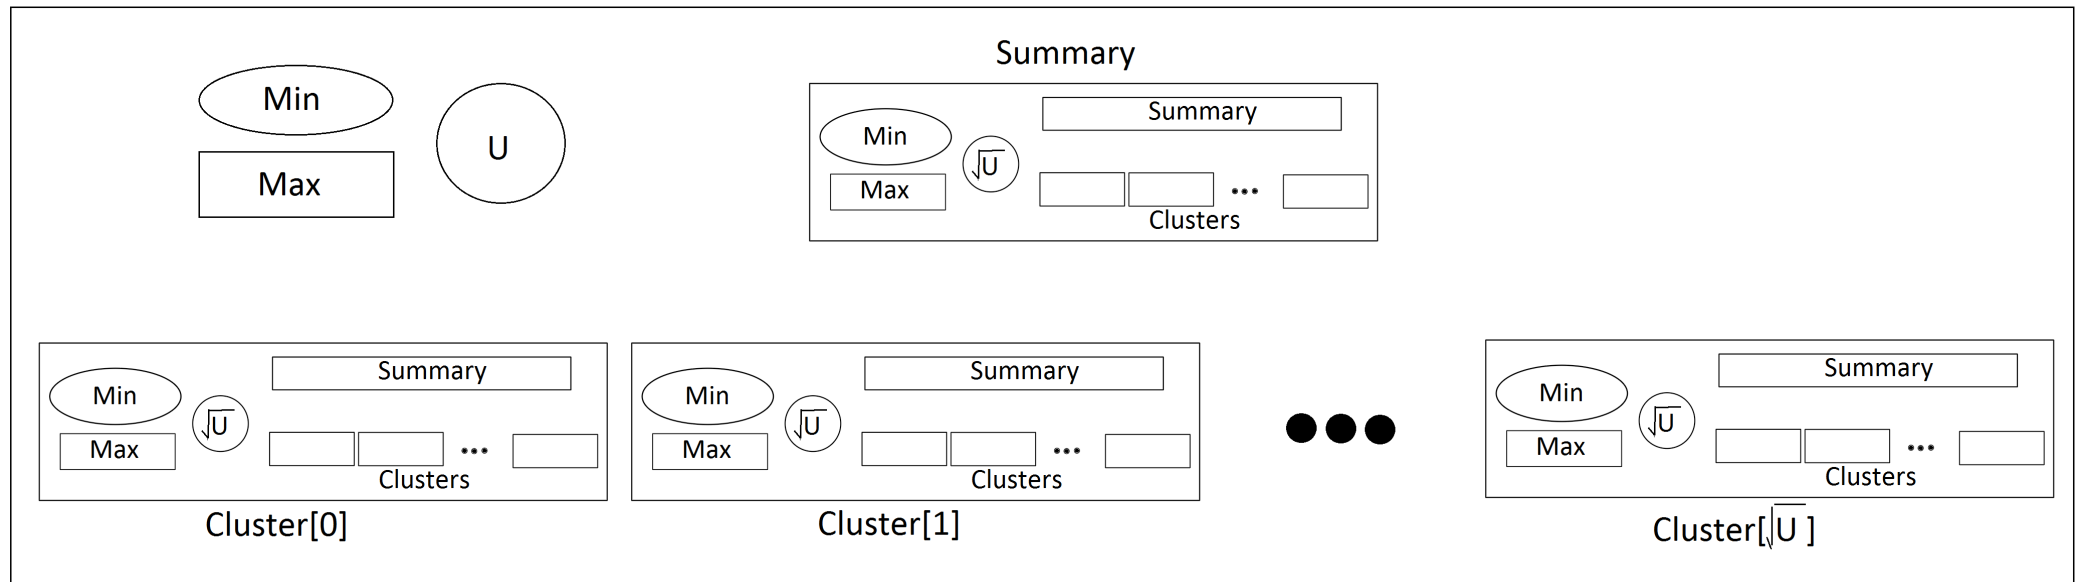 Summary
Min
U
Max
Summary
Min
√U
Max
Clusters
Summary
Min
√U
Max
Clusters
Cluster[0]
Summary
Min
√U
Max
Clusters
Cluster[1]
Summary
Min
√U
Max
Clusters
Cluster[√U]